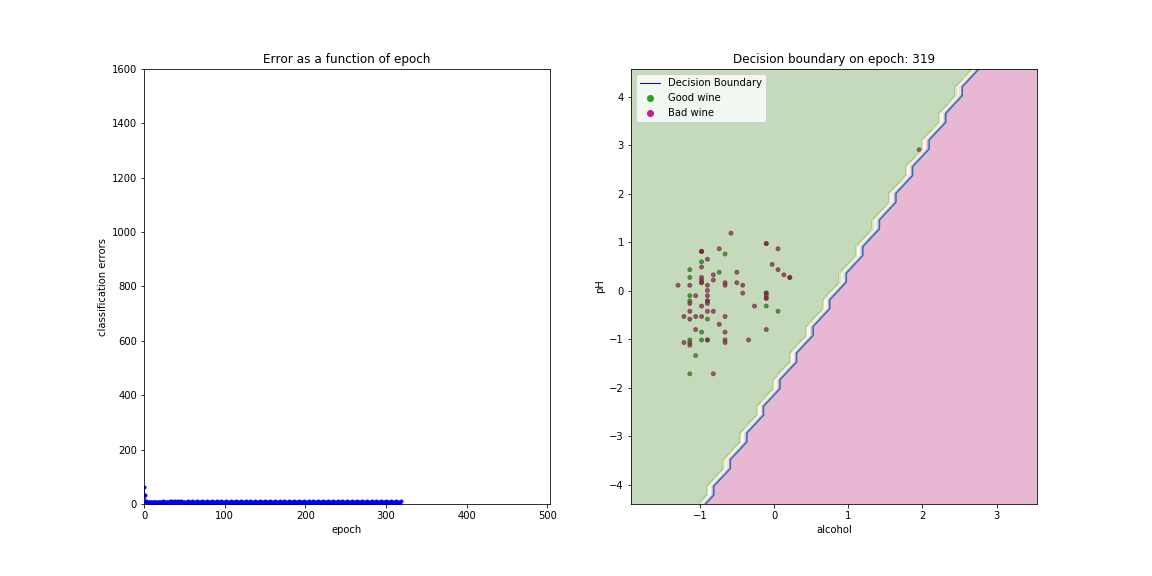 Error as a function of epoch
1600
1400
1200
1000
800
600
400
200
0
classification errors
0 100 200 300 400 500
epoch
Decision boundary on epoch: 319
Decision Boundary
Good wine
Bad wine
4
3
2
1
0
−1
−2
−3
−4
pH
−1 0 1 2 3
alcohol